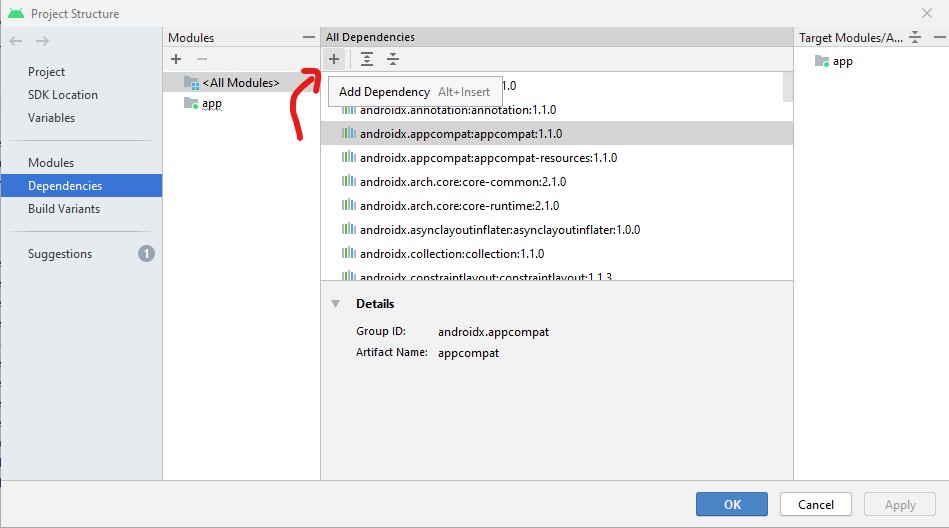 Project Structure
Project
SDK Location
Variables
Modules
Dependencies
Build Variants
Suggestions 1
Modules
<All Modules>
app
All Dependencies
Add Dependency Alt+Insert
1.0
androidx.annotation:annotation:1.1.0
androidx.appcompat:appcompat:1.1.0
androidx.appcompat:appcompat-resources:1.1.0
androidx.arch.core:core-common:2.1.0
androidx.arch.core:core-runtime:2.1.0
androidx.asynclayoutinflater:asynclayoutinflater:1.0.0
androidx.collection:collection:1.1.0
androidx.constraintlayout:constraintlayout:1.1.3
Details
Group ID: androidx.appcompat
Artifact Name: appcompat
Target Modules/A...
app
OK Cancel Apply